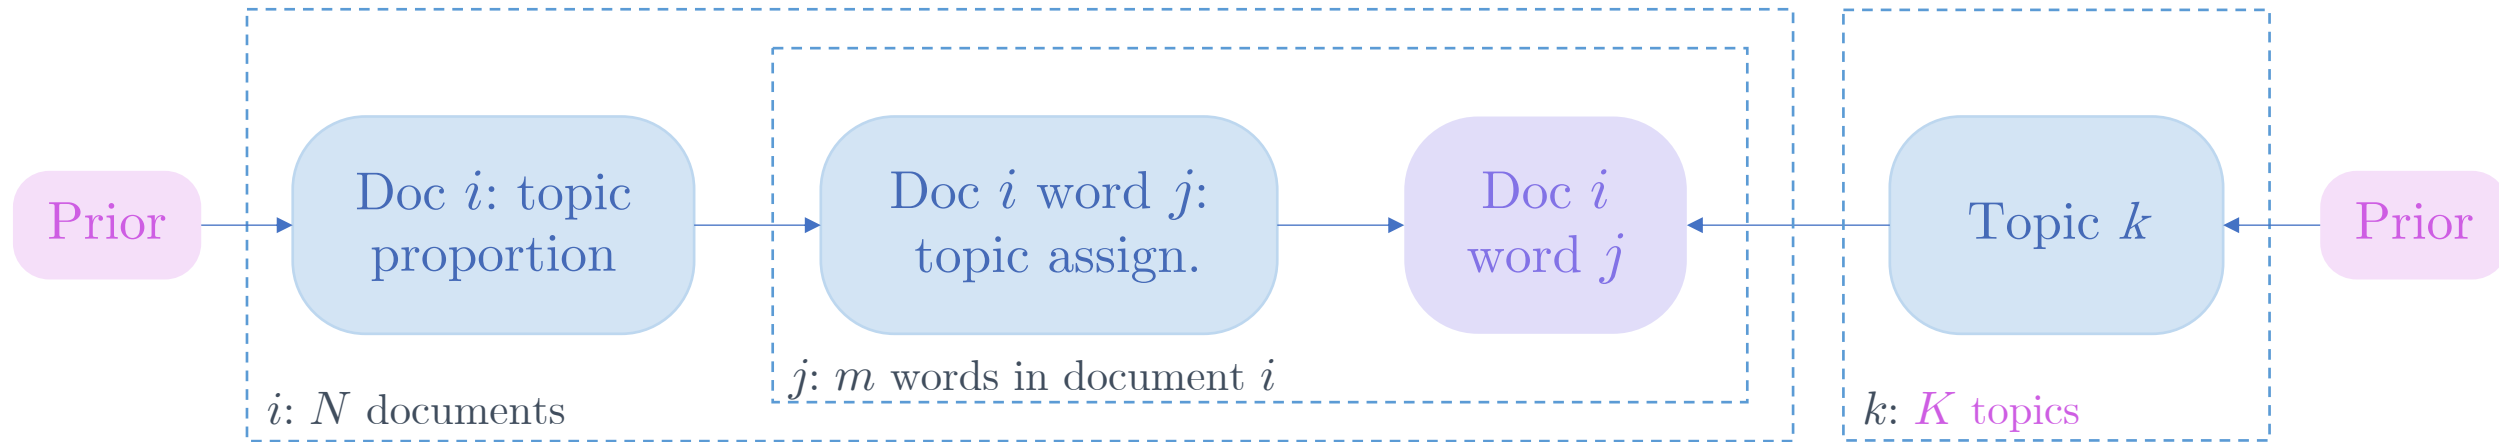 Prior
Doc i: topic
proportion
Doc i word j:
topic assign.
Doc i
word j
Topic k
Prior
j: m words in document i
i: N documents
k: K topics